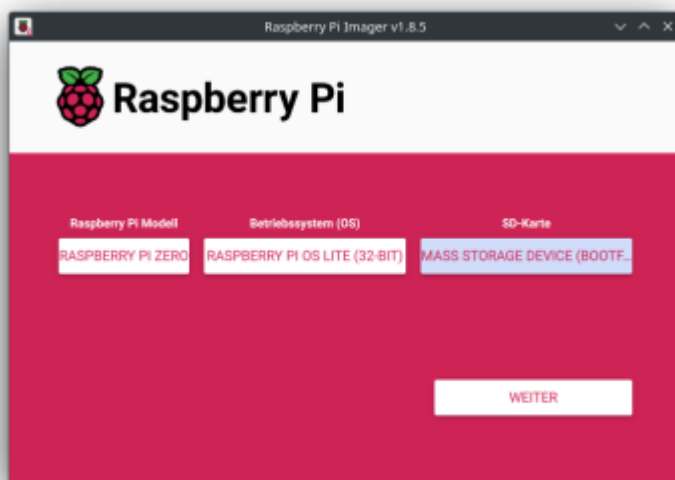 Raspberry Pi Imager v1.8.5
Raspberry Pi
Raspberry Pi Modell
Betriebssystem (OS)
SD-Karte
RASPBERRY PI ZERO
RASPBERRY PI OS LITE (32-BIT)
MASS STORAGE DEVICE (BOOTF...
WEITER